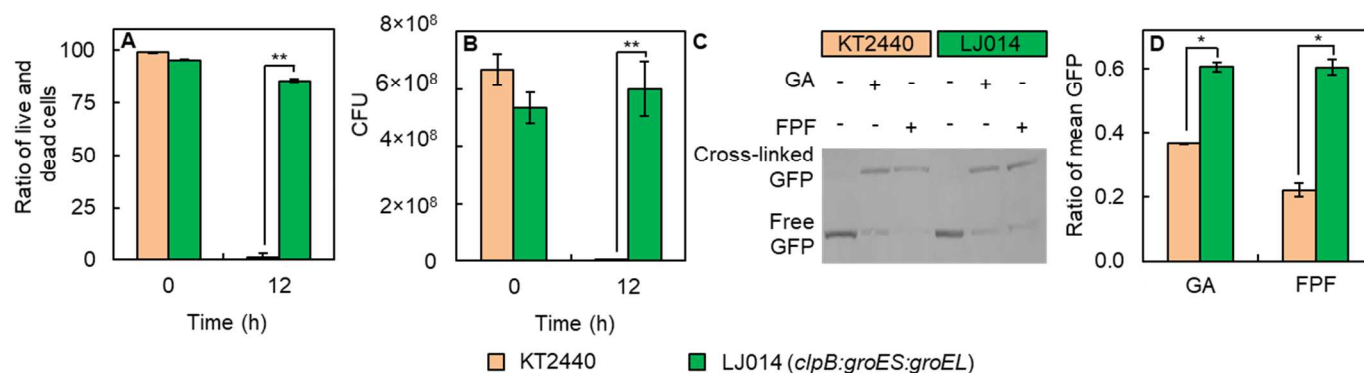 A
Ratio of live and
dead cells
100
75
50
25
0
**
0
12
Time (h)
B
CFU
8×10⁸
6×10⁸
4×10⁸
2×10⁸
0
**
0
12
Time (h)
C
KT2440 LJ014
GA - + - - + -
FPF - - + - - +
Cross-linked
GFP
Free
GFP
D
Ratio of mean GFP
0.6
0.4
0.2
0.0
* *
GA FPF
KT2440 LJ014 (clpB:groES:groEL)